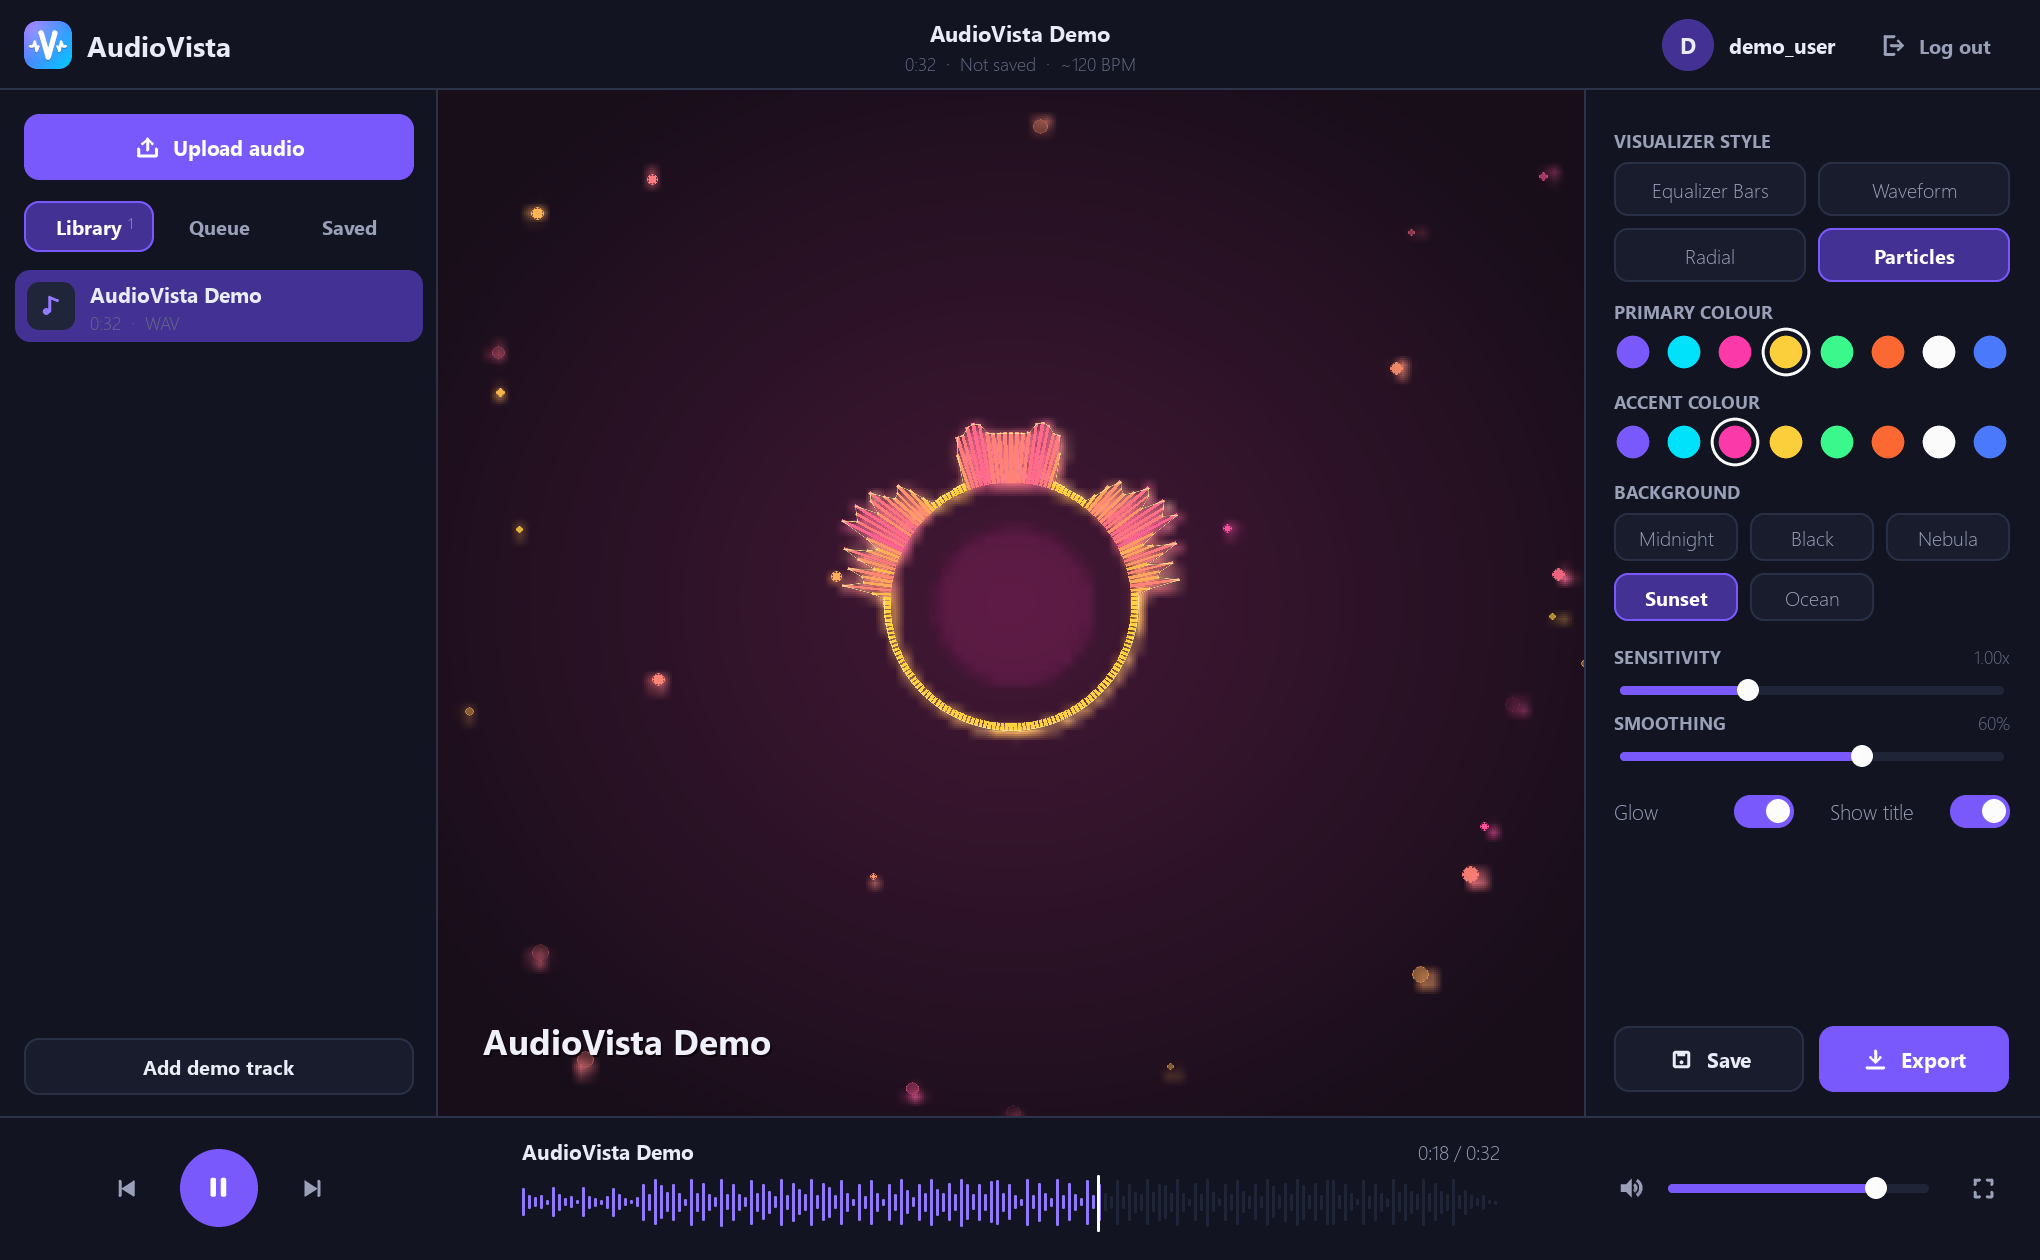 AudioVista
AudioVista Demo
0:32 · Not saved · ~120 BPM
D
demo_user
Log out
Upload audio
Library 1
Queue
Saved
AudioVista Demo
0:32 · WAV
Add demo track
AudioVista Demo
VISUALIZER STYLE
Equalizer Bars
Waveform
Radial
Particles
PRIMARY COLOUR
ACCENT COLOUR
BACKGROUND
Midnight
Black
Nebula
Sunset
Ocean
SENSITIVITY
1.00x
SMOOTHING
60%
Glow
Show title
Save
Export
AudioVista Demo
0:18 / 0:32